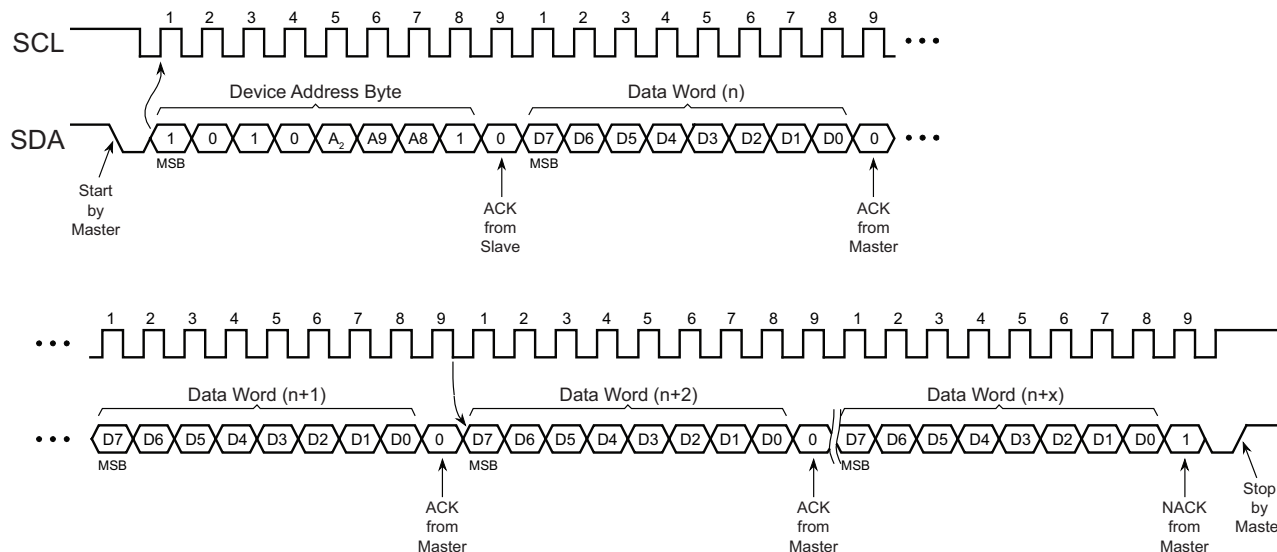 1 2 3 4 5 6 7 8 9 1 2 3 4 5 6 7 8 9
SCL
Device Address Byte Data Word (n)
SDA 1 0 1 0 A₂ A9 A8 1 0 D7 D6 D5 D4 D3 D2 D1 D0 0
MSB MSB
Start
by
Master
ACK
from
Slave
ACK
from
Master
1 2 3 4 5 6 7 8 9 1 2 3 4 5 6 7 8 9 1 2 3 4 5 6 7 8 9
Data Word (n+1) Data Word (n+2) Data Word (n+x)
D7 D6 D5 D4 D3 D2 D1 D0 0 D7 D6 D5 D4 D3 D2 D1 D0 0 D7 D6 D5 D4 D3 D2 D1 D0 1
MSB MSB MSB
ACK
from
Master
ACK
from
Master
NACK
from
Master
Stop
by
Master